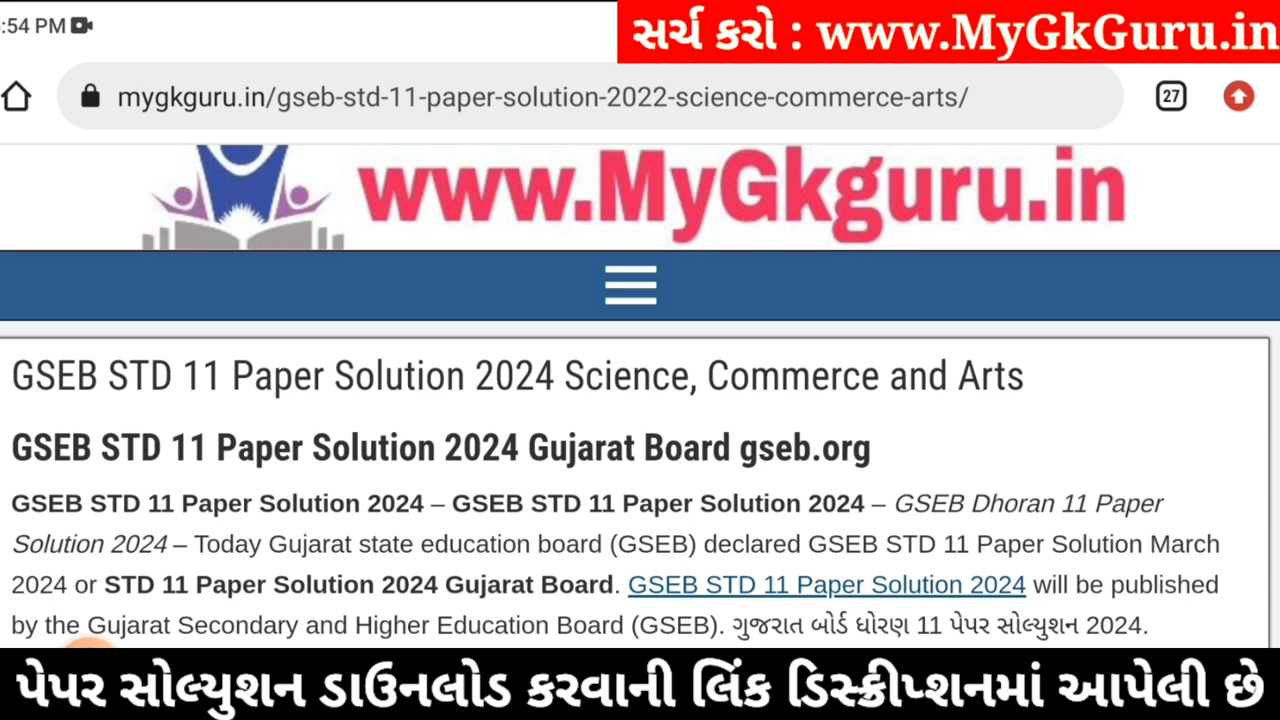 :54 PM
સર્ચ કરો : www.MyGkGuru.in
mygkguru.in/gseb-std-11-paper-solution-2022-science-commerce-arts/
27
www.MyGkguru.in
GSEB STD 11 Paper Solution 2024 Science, Commerce and Arts
GSEB STD 11 Paper Solution 2024 Gujarat Board gseb.org
GSEB STD 11 Paper Solution 2024 – GSEB STD 11 Paper Solution 2024 – GSEB Dhoran 11 Paper
Solution 2024 – Today Gujarat state education board (GSEB) declared GSEB STD 11 Paper Solution March
2024 or STD 11 Paper Solution 2024 Gujarat Board. GSEB STD 11 Paper Solution 2024 will be published
by the Gujarat Secondary and Higher Education Board (GSEB). ગુજરાત બોર્ડ ધોરણ 11 પેપર સોલ્યુશન 2024.
પેપર સોલ્યુશન ડાઉનલોડ કરવાની લિંક ડિસ્ક્રીપ્શનમાં આપેલી છે